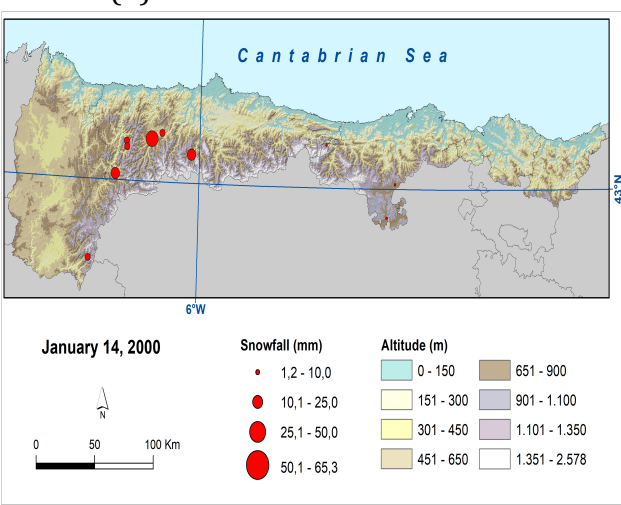 Cantabrian Sea
43°N
6°W
January 14, 2000
N
0 50 100 Km
Snowfall (mm)
1,2 - 10,0
10,1 - 25,0
25,1 - 50,0
50,1 - 65,3
Altitude (m)
0 - 150
151 - 300
301 - 450
451 - 650
651 - 900
901 - 1.100
1.101 - 1.350
1.351 - 2.578